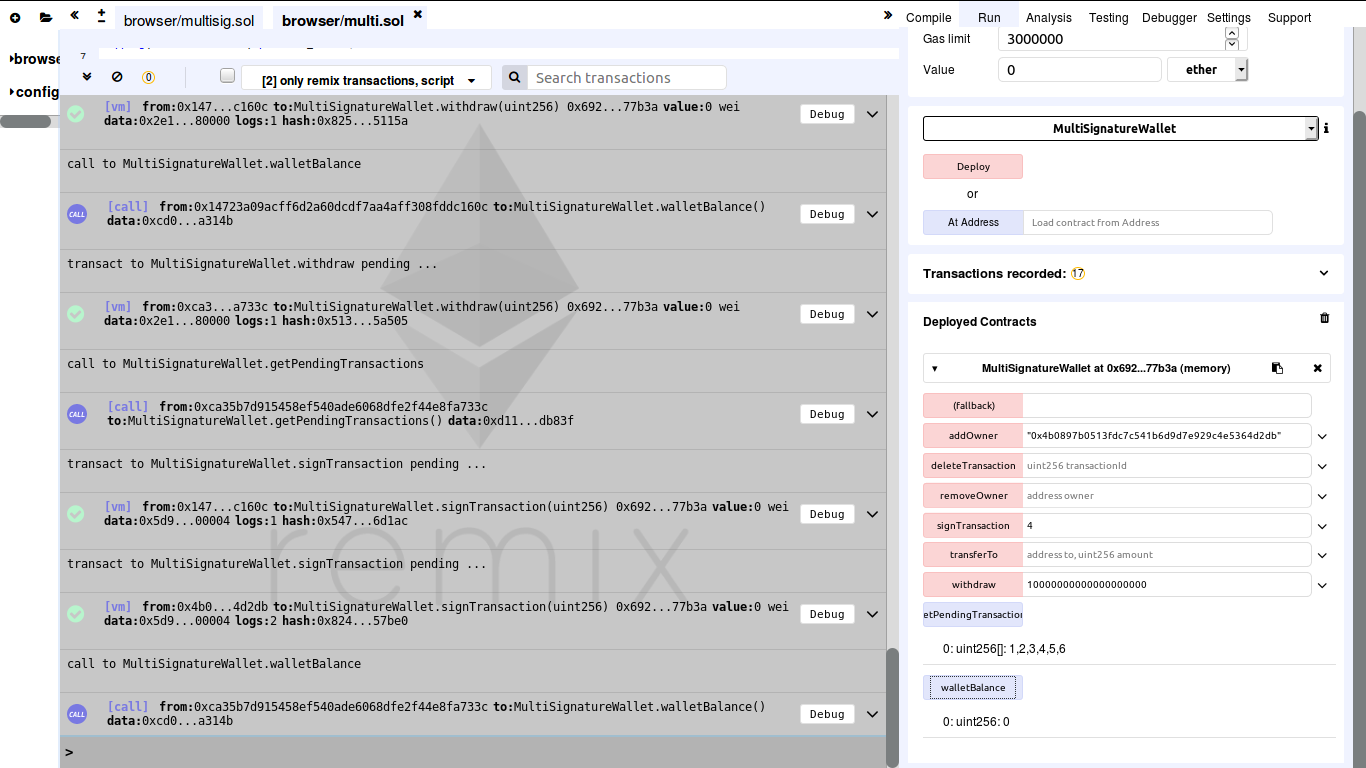 browser/multisig.sol
browser/multi.sol
Compile
Run
Analysis
Testing
Debugger
Settings
Support
browse
config
7
0
[2] only remix transactions, script
Search transactions
[vm] from:0x147...c160c to:MultiSignatureWallet.withdraw(uint256) 0x692...77b3a value:0 wei
data:0x2e1...80000 logs:1 hash:0x825...5115a
Debug
call to MultiSignatureWallet.walletBalance
CALL
[call] from:0x14723a09acff6d2a60dcdf7aa4aff308fddc160c to:MultiSignatureWallet.walletBalance()
data:0xcd0...a314b
Debug
transact to MultiSignatureWallet.withdraw pending ...
[vm] from:0xca3...a733c to:MultiSignatureWallet.withdraw(uint256) 0x692...77b3a value:0 wei
data:0x2e1...80000 logs:1 hash:0x513...5a505
Debug
call to MultiSignatureWallet.getPendingTransactions
CALL
[call] from:0xca35b7d915458ef540ade6068dfe2f44e8fa733c
to:MultiSignatureWallet.getPendingTransactions() data:0xd11...db83f
Debug
transact to MultiSignatureWallet.signTransaction pending ...
[vm] from:0x147...c160c to:MultiSignatureWallet.signTransaction(uint256) 0x692...77b3a value:0 wei
data:0x5d9...00004 logs:1 hash:0x547...6d1ac
Debug
remix
transact to MultiSignatureWallet.signTransaction pending ...
[vm] from:0x4b0...4d2db to:MultiSignatureWallet.signTransaction(uint256) 0x692...77b3a value:0 wei
data:0x5d9...00004 logs:2 hash:0x824...57be0
Debug
call to MultiSignatureWallet.walletBalance
CALL
[call] from:0xca35b7d915458ef540ade6068dfe2f44e8fa733c to:MultiSignatureWallet.walletBalance()
data:0xcd0...a314b
Debug
>
Gas limit
3000000
Value
0
ether
MultiSignatureWallet
Deploy
or
At Address
Load contract from Address
Transactions recorded: 17
Deployed Contracts
MultiSignatureWallet at 0x692...77b3a (memory)
(fallback)
addOwner
"0x4b0897b0513fdc7c541b6d9d7e929c4e5364d2db"
deleteTransaction
uint256 transactionId
removeOwner
address owner
signTransaction
4
transferTo
address to, uint256 amount
withdraw
10000000000000000000
etPendingTransaction
0: uint256[]: 1,2,3,4,5,6
walletBalance
0: uint256: 0